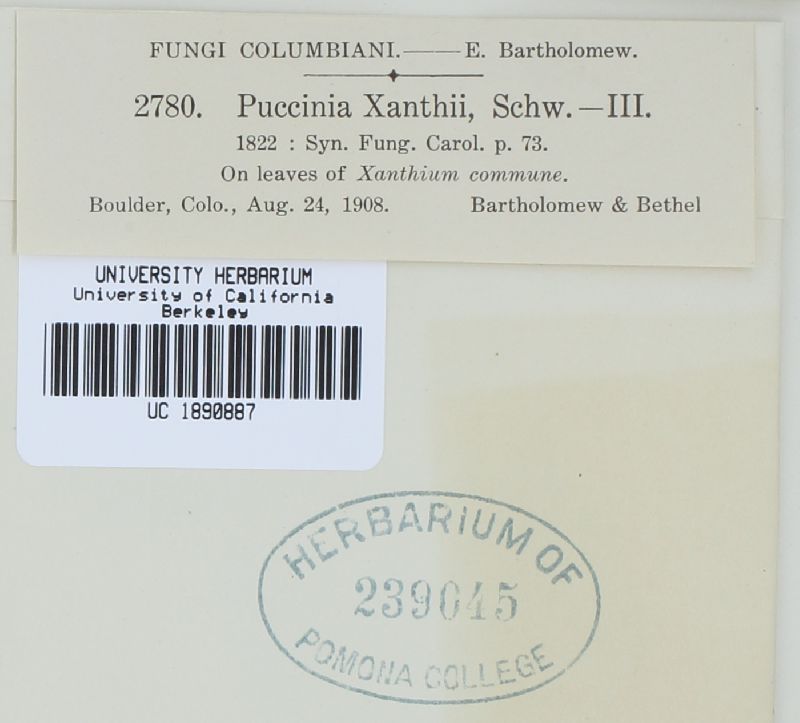 FUNGI COLUMBIANI.—E. Bartholomew.
2780. Puccinia Xanthii, Schw.—III.
1822 : Syn. Fung. Carol. p. 73.
On leaves of Xanthium commune.
Boulder, Colo., Aug. 24, 1908. Bartholomew & Bethel
UNIVERSITY HERBARIUM
University of California
Berkeley
UC 1890887
HERBARIUM OF
239045
POMONA COLLEGE